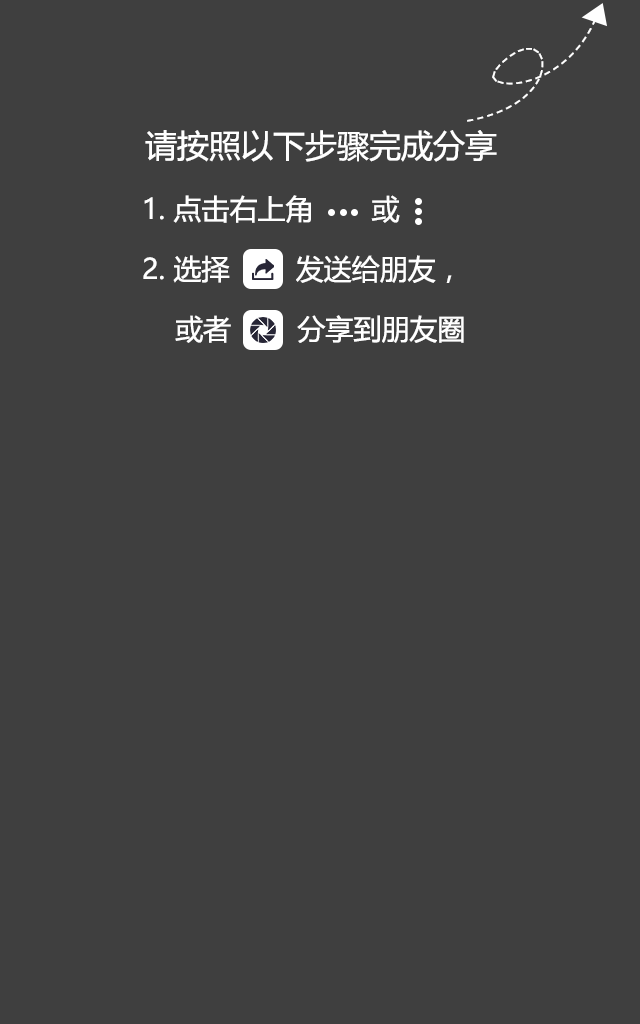 请按照以下步骤完成分享
1. 点击右上角 ••• 或 ⋮
2. 选择 发送给朋友，
或者 分享到朋友圈